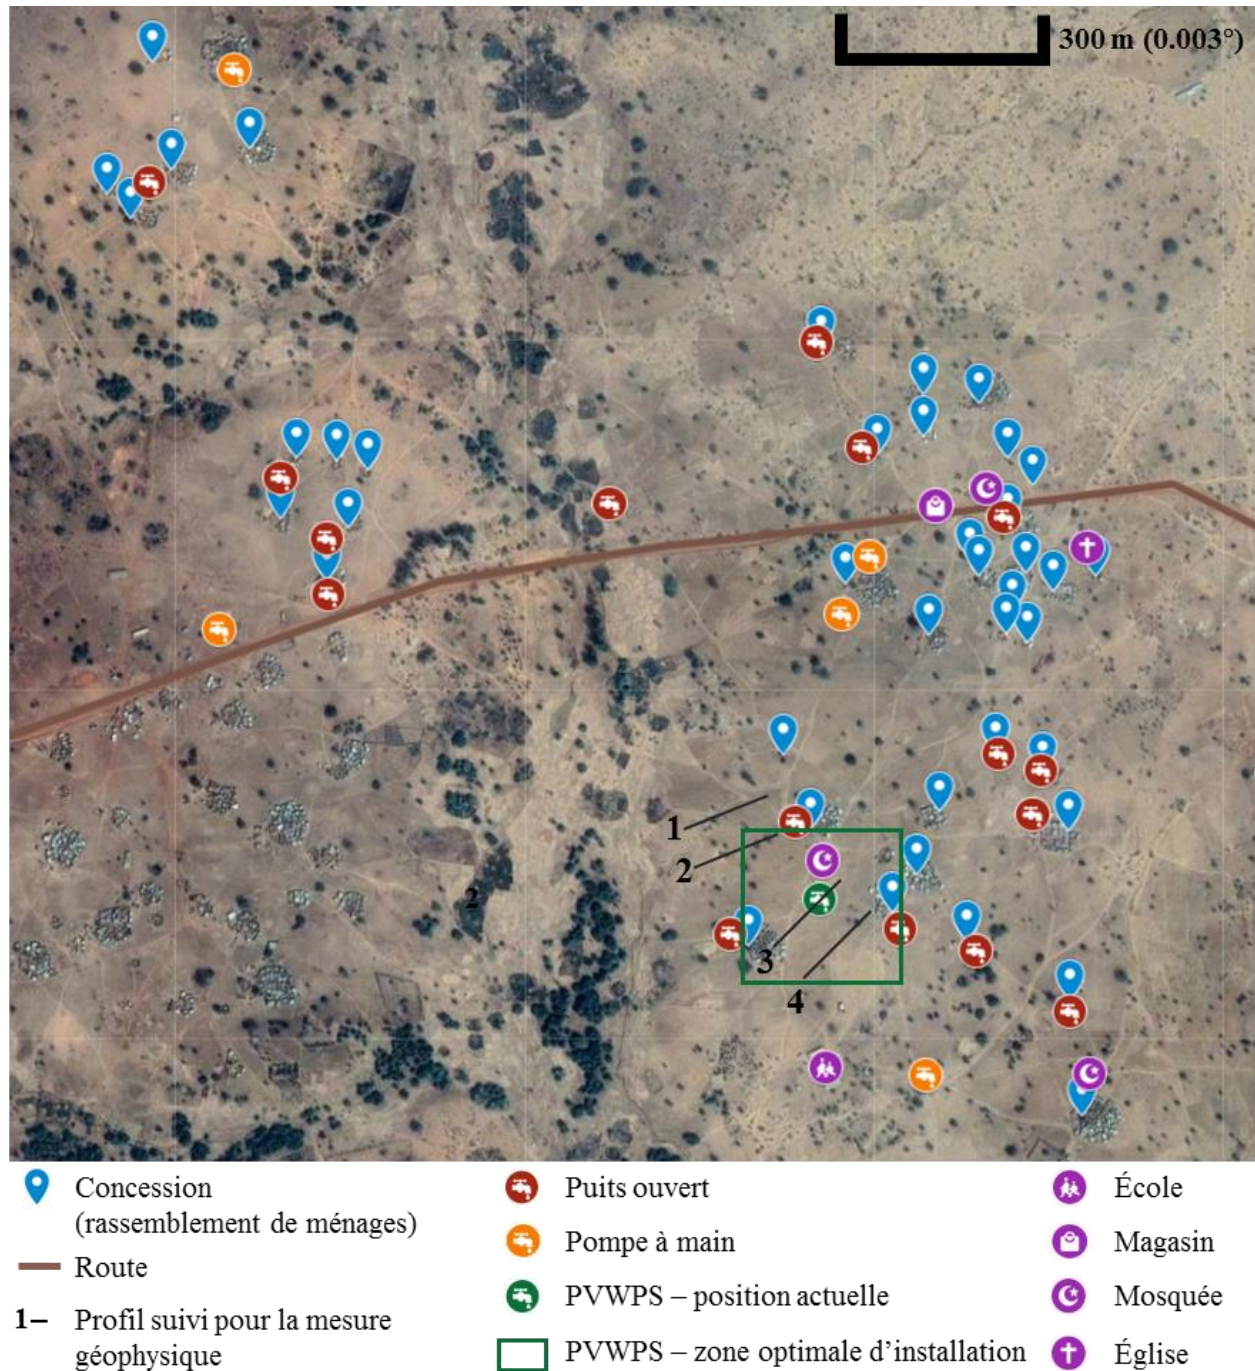 300 m (0.003°)
1
2
2
3
4
Concession
(rassemblement de ménages)
Route
1– Profil suivi pour la mesure
géophysique
Puits ouvert
Pompe à main
PVWPS – position actuelle
PVWPS – zone optimale d'installation
École
Magasin
Mosquée
Église